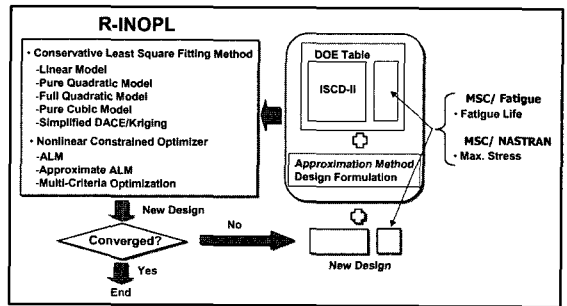 R-INOPL
· Conservative Least Square Fitting Method
-Linear Model
-Pure Quadratic Model
-Full Quadratic Model
-Pure Cubic Model
-Simplified DACE/Kriging
· Nonlinear Constrained Optimizer
-ALM
-Approximate ALM
-Multi-Criteria Optimization
DOE Table
ISCD-II
Approximation Method
Design Formulation
MSC/ Fatigue
· Fatigue Life
MSC/ NASTRAN
· Max. Stress
New Design
Converged?
No
New Design
Yes
End